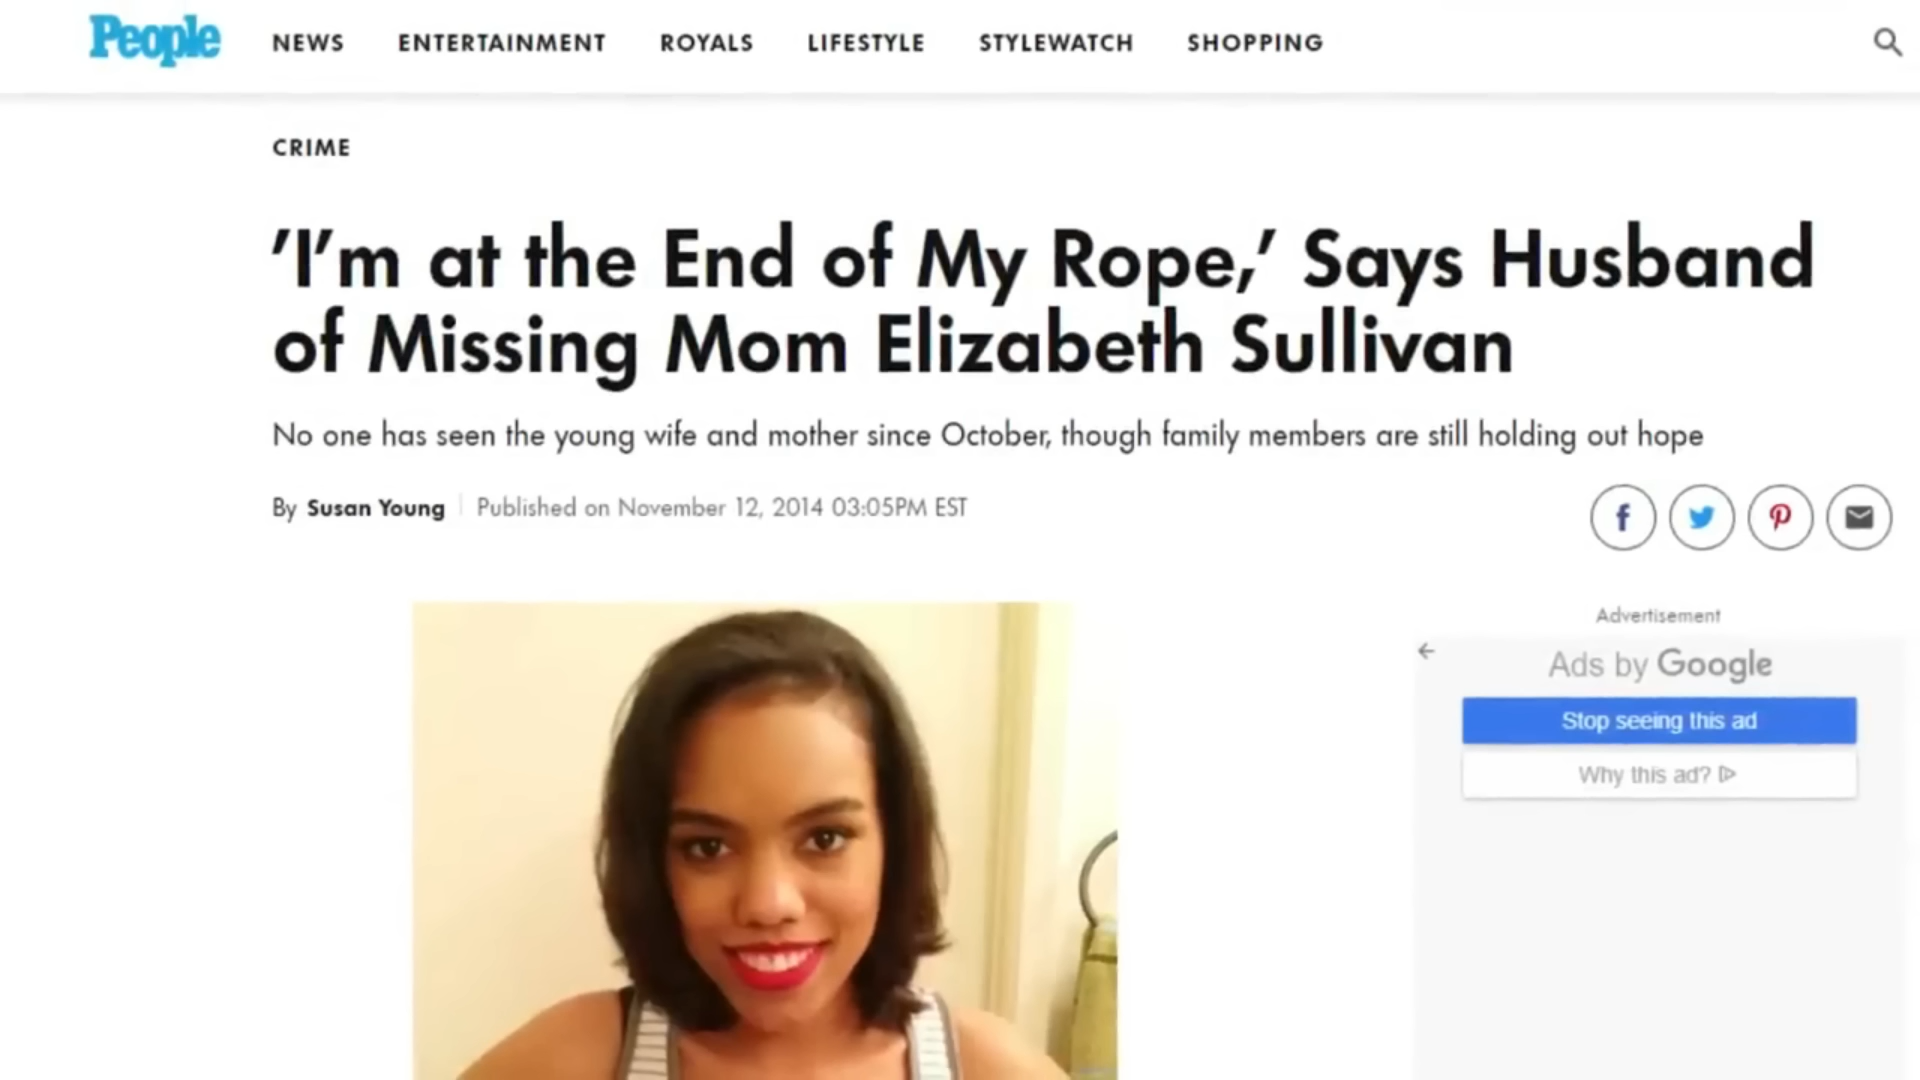 People NEWS ENTERTAINMENT ROYALS LIFESTYLE STYLEWATCH SHOPPING
CRIME
'I'm at the End of My Rope,' Says Husband
of Missing Mom Elizabeth Sullivan
No one has seen the young wife and mother since October, though family members are still holding out hope
By Susan Young Published on November 12, 2014 03:05PM EST
Advertisement
Ads by Google
Stop seeing this ad
Why this ad?